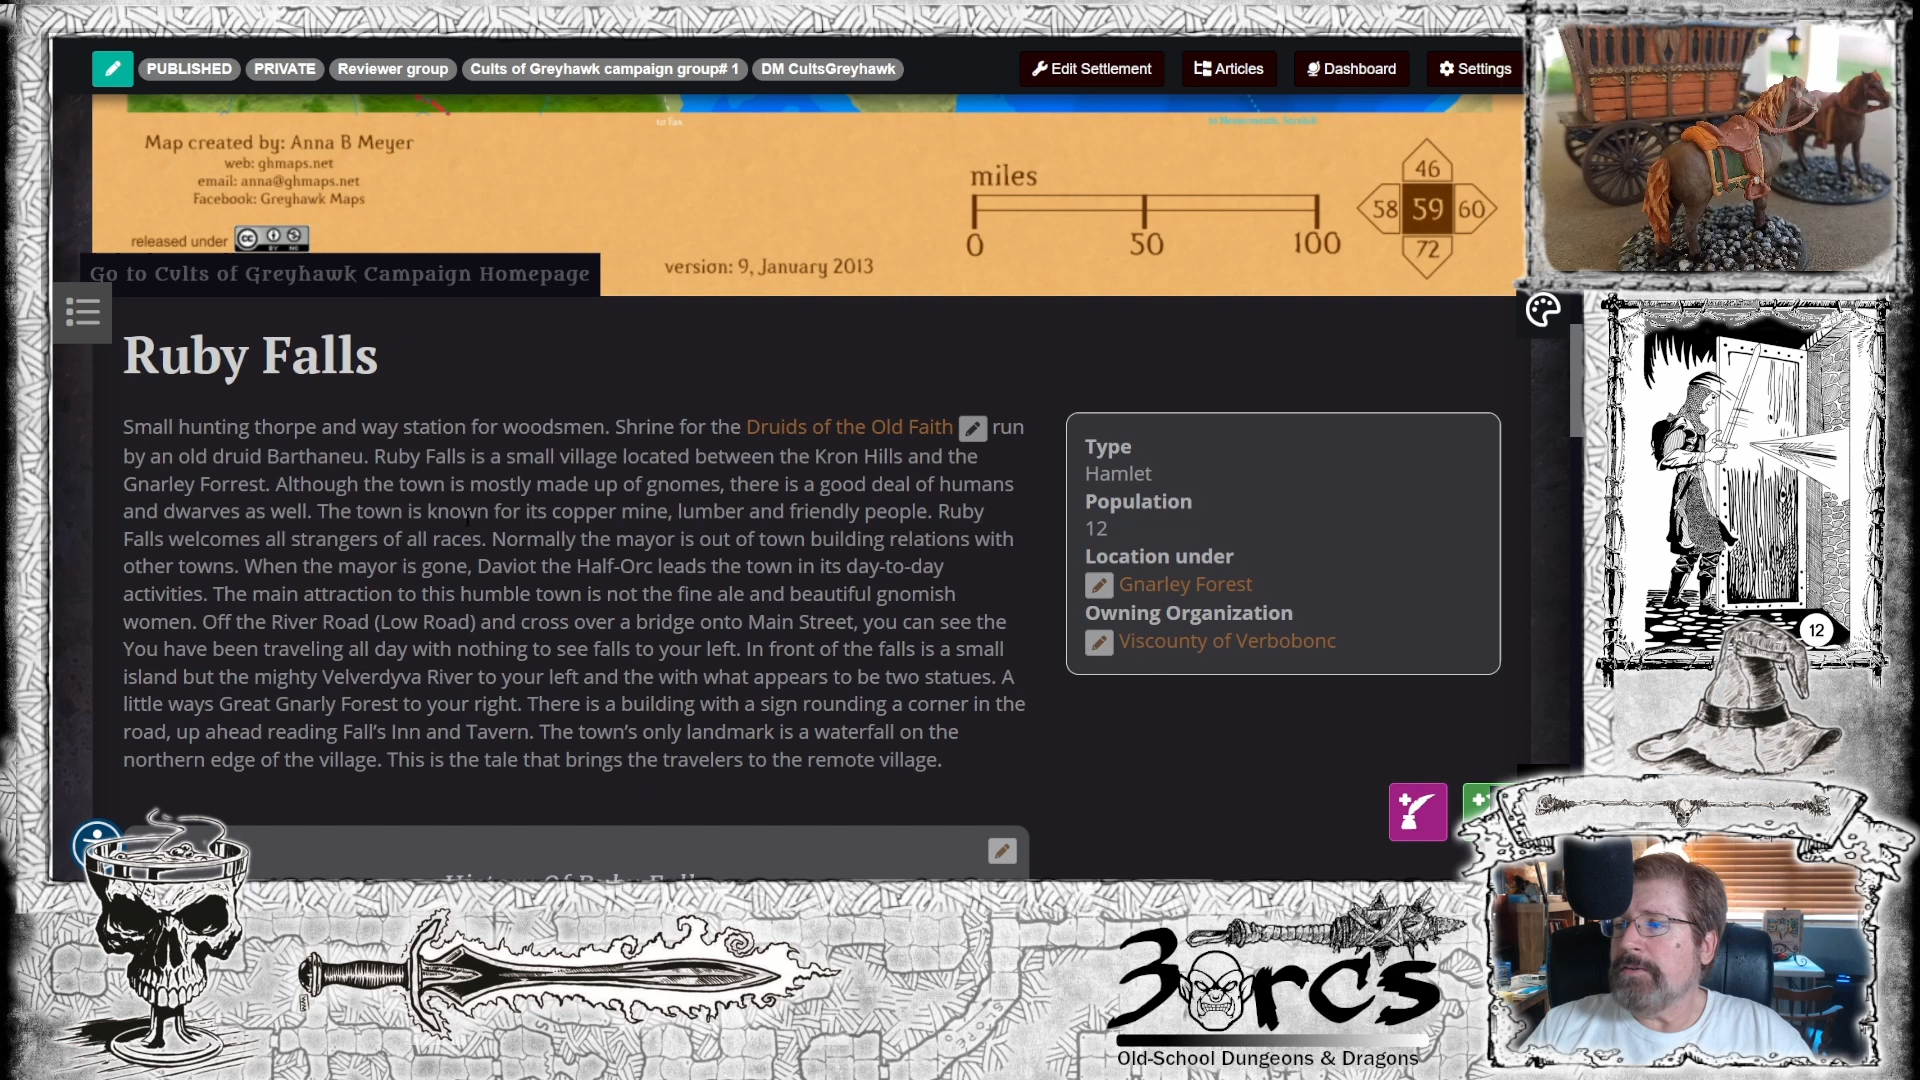 PUBLISHED PRIVATE Reviewer group Cults of Greyhawk campaign group# 1 DM CultsGreyhawk Edit Settlement Articles Dashboard Settings
to Fax
Map created by: Anna B Meyer
web: ghmaps.net
email: anna@ghmaps.net
Facebook: Greyhawk Maps
released under
version: 9, January 2013
miles
0 50 100
46
58 59 60
72
Go to Cults of Greyhawk Campaign Homepage
Ruby Falls
Small hunting thorpe and way station for woodsmen. Shrine for the Druids of the Old Faith run
by an old druid Barthaneu. Ruby Falls is a small village located between the Kron Hills and the
Gnarley Forrest. Although the town is mostly made up of gnomes, there is a good deal of humans
and dwarves as well. The town is known for its copper mine, lumber and friendly people. Ruby
Falls welcomes all strangers of all races. Normally the mayor is out of town building relations with
other towns. When the mayor is gone, Daviot the Half-Orc leads the town in its day-to-day
activities. The main attraction to this humble town is not the fine ale and beautiful gnomish
women. Off the River Road (Low Road) and cross over a bridge onto Main Street, you can see the
You have been traveling all day with nothing to see falls to your left. In front of the falls is a small
island but the mighty Velverdyva River to your left and the with what appears to be two statues. A
little ways Great Gnarly Forest to your right. There is a building with a sign rounding a corner in the
road, up ahead reading Fall's Inn and Tavern. The town's only landmark is a waterfall on the
northern edge of the village. This is the tale that brings the travelers to the remote village.
Type
Hamlet
Population
12
Location under
Gnarley Forest
Owning Organization
Viscounty of Verbobonc
12
3 orcs
Old-School Dungeons & Dragons